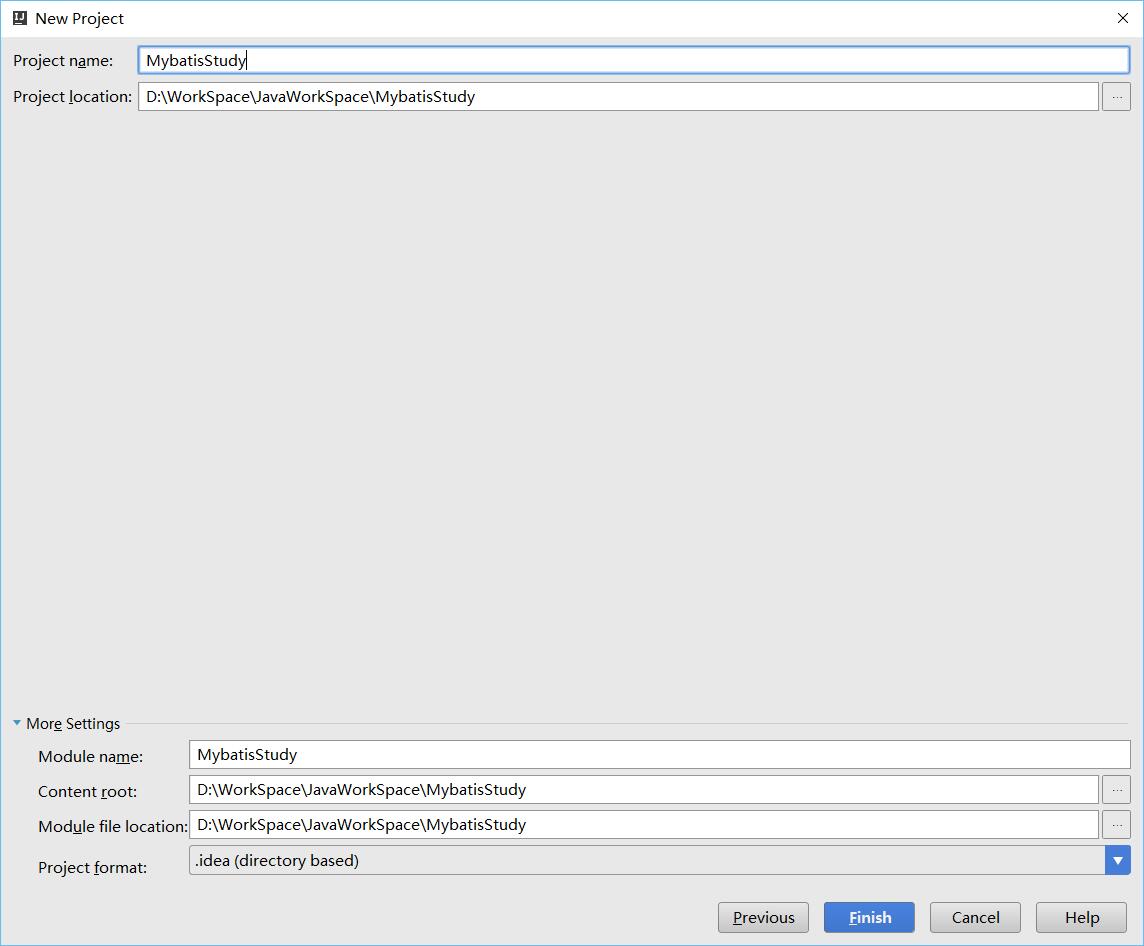 New Project
Project name: MybatisStudy
Project location: D:\WorkSpace\JavaWorkSpace\MybatisStudy ...
More Settings
Module name: MybatisStudy
Content root: D:\WorkSpace\JavaWorkSpace\MybatisStudy ...
Module file location: D:\WorkSpace\JavaWorkSpace\MybatisStudy ...
Project format: .idea (directory based)
Previous Finish Cancel Help